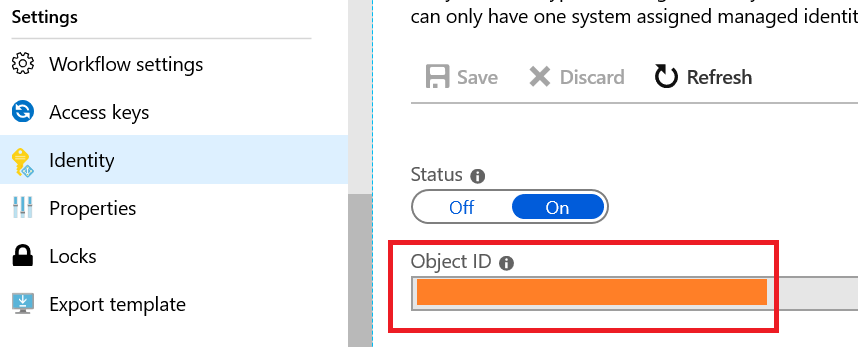 Settings
Workflow settings
Access keys
Identity
Properties
Locks
Export template
can only have one system assigned managed identi
Save
Discard
Refresh
Status
Off
On
Object ID